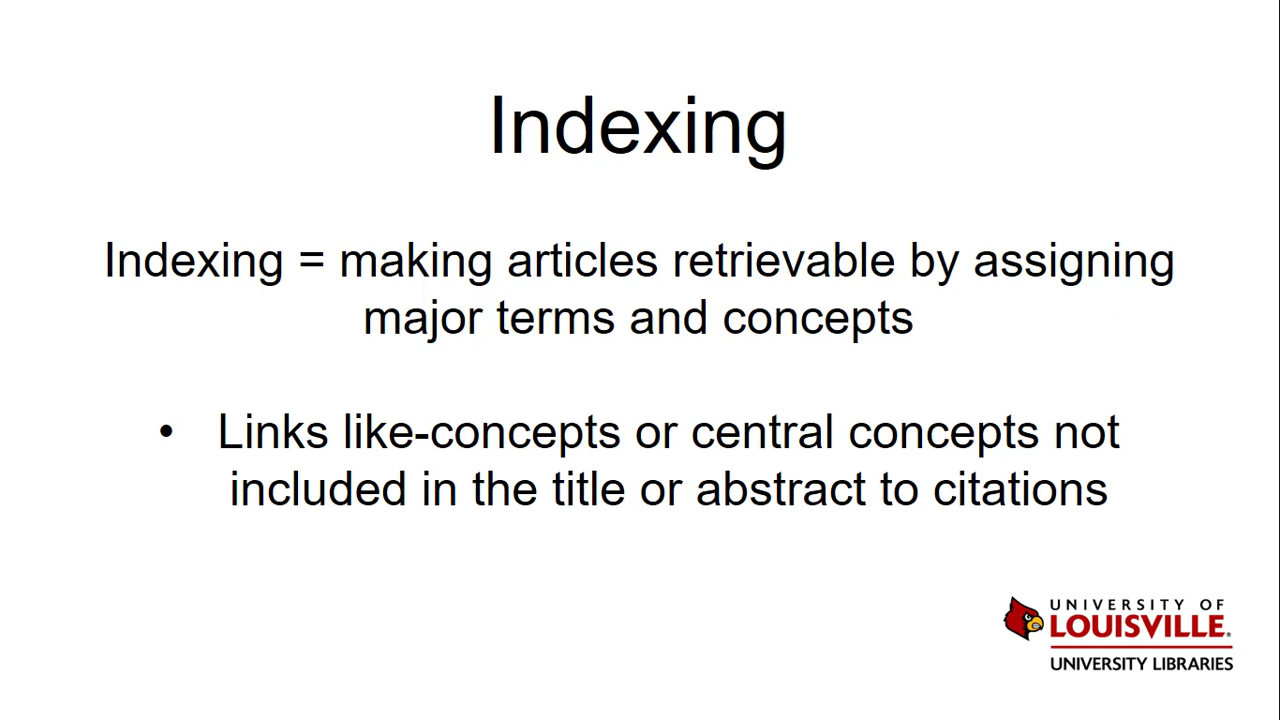 Indexing
Indexing = making articles retrievable by assigning
major terms and concepts
• Links like-concepts or central concepts not
included in the title or abstract to citations
UNIVERSITY OF
LOUISVILLE.
UNIVERSITY LIBRARIES